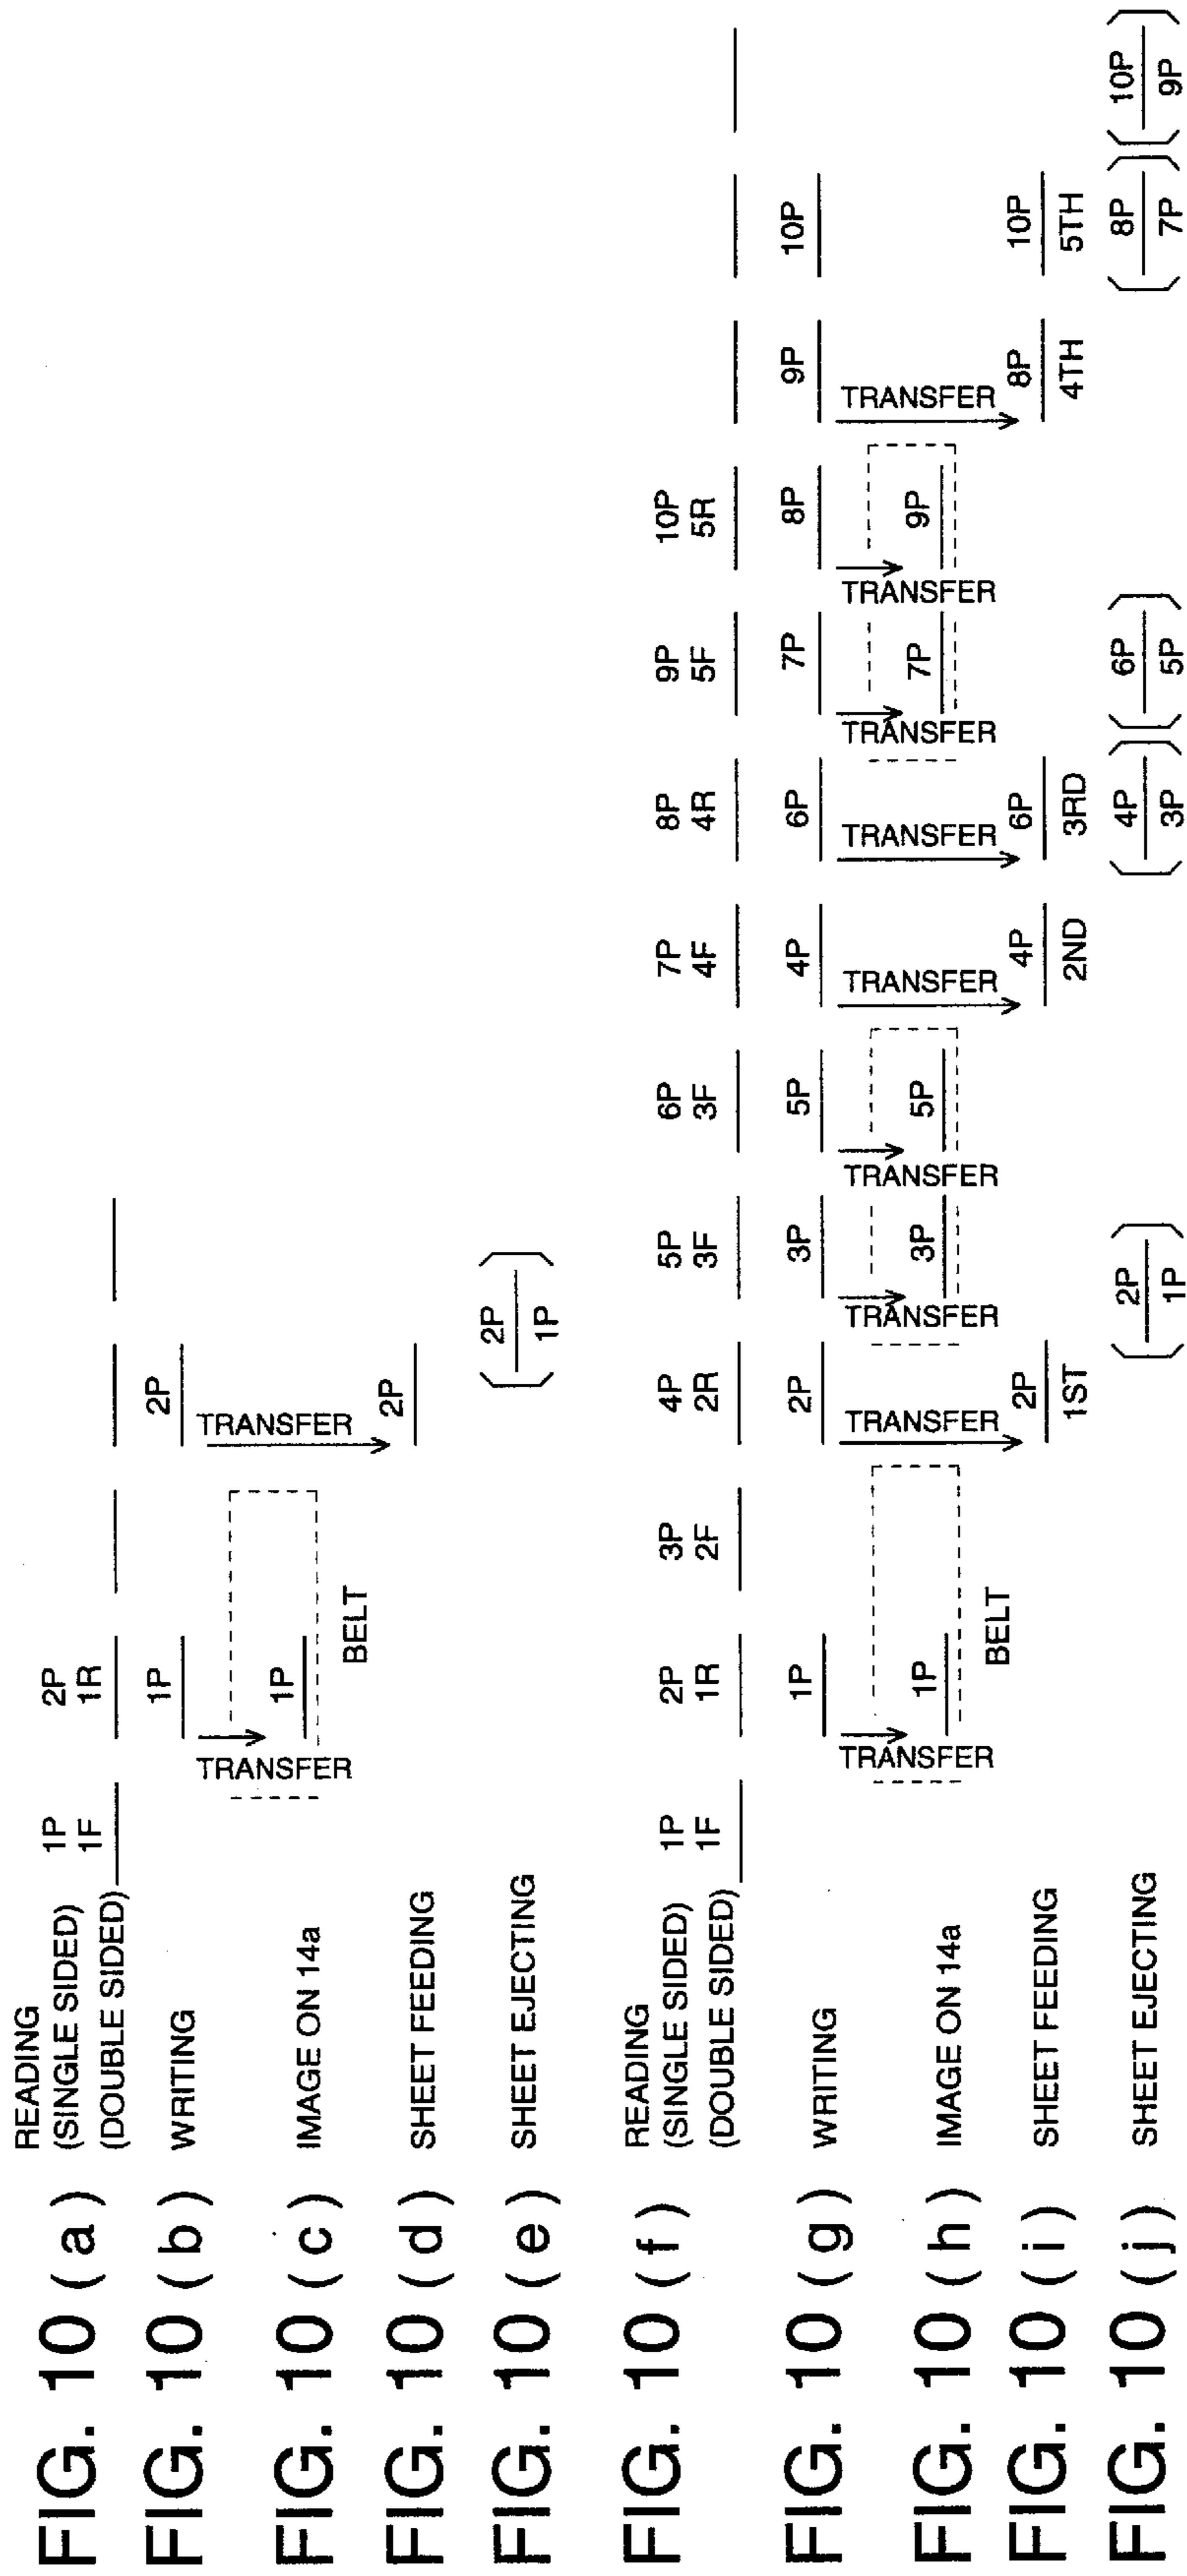 FIG. 10 ( a )
READING
(SINGLE SIDED)
(DOUBLE SIDED)
1P 2P
1F 1R
FIG. 10 ( b )
WRITING
1P 2P
TRANSFER
TRANSFER
FIG. 10 ( c )
IMAGE ON 14a
1P
BELT
FIG. 10 ( d )
SHEET FEEDING
2P
FIG. 10 ( e )
SHEET EJECTING
2P
1P
FIG. 10 ( f )
READING
(SINGLE SIDED)
(DOUBLE SIDED)
1P 2P 3P 4P 5P 6P 7P 8P 9P 10P
1F 1R 2F 2R 3F 3F 4F 4R 5F 5R
FIG. 10 ( g )
WRITING
1P 2P 3P 5P 4P 6P 7P 8P 9P 10P
TRANSFER TRANSFER TRANSFER TRANSFER TRANSFER TRANSFER TRANSFER TRANSFER TRANSFER
FIG. 10 ( h )
IMAGE ON 14a
1P 3P 5P 7P 9P
BELT
FIG. 10 ( i )
SHEET FEEDING
2P 4P 6P 8P 10P
1ST 2ND 3RD 4TH 5TH
FIG. 10 ( j )
SHEET EJECTING
2P 4P 6P 8P 10P
1P 3P 5P 7P 9P